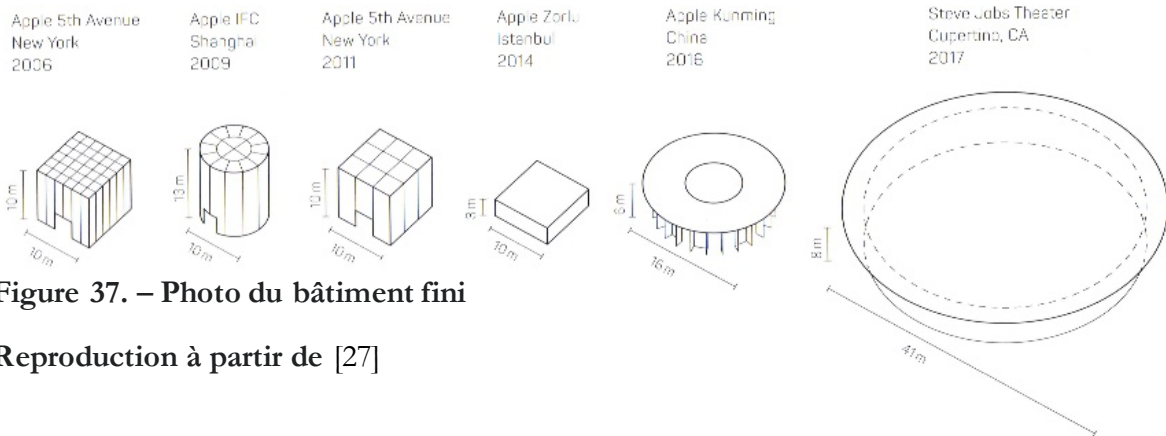 Apple 5th Avenue
New York
2006
Apple IFC
Shanghai
2009
Apple 5th Avenue
New York
2011
Apple Zorlu
Istanbul
2014
Apple Kunming
China
2016
Steve Jobs Theater
Cupertino, CA
2017
10 m
10 m
13 m
10 m
10 m
10 m
3 m
10 m
6 m
16 m
8 m
41 m
Figure 37. – Photo du bâtiment fini
Reproduction à partir de [27]